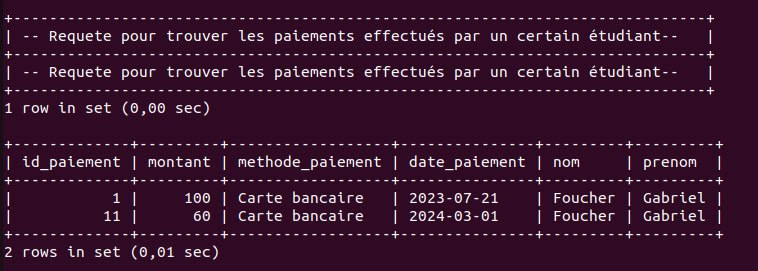 +------------------------------------------------------------------------------+
| -- Requete pour trouver les paiements effectués par un certain étudiant--   |
+------------------------------------------------------------------------------+
| -- Requete pour trouver les paiements effectués par un certain étudiant--   |
+------------------------------------------------------------------------------+
1 row in set (0,00 sec)
+-------------+---------+------------------+---------------+---------+---------+
| id_paiement | montant | methode_paiement | date_paiement | nom     | prenom  |
+-------------+---------+------------------+---------------+---------+---------+
|           1 |     100 | Carte bancaire   | 2023-07-21    | Foucher | Gabriel |
|          11 |      60 | Carte bancaire   | 2024-03-01    | Foucher | Gabriel |
+-------------+---------+------------------+---------------+---------+---------+
2 rows in set (0,01 sec)